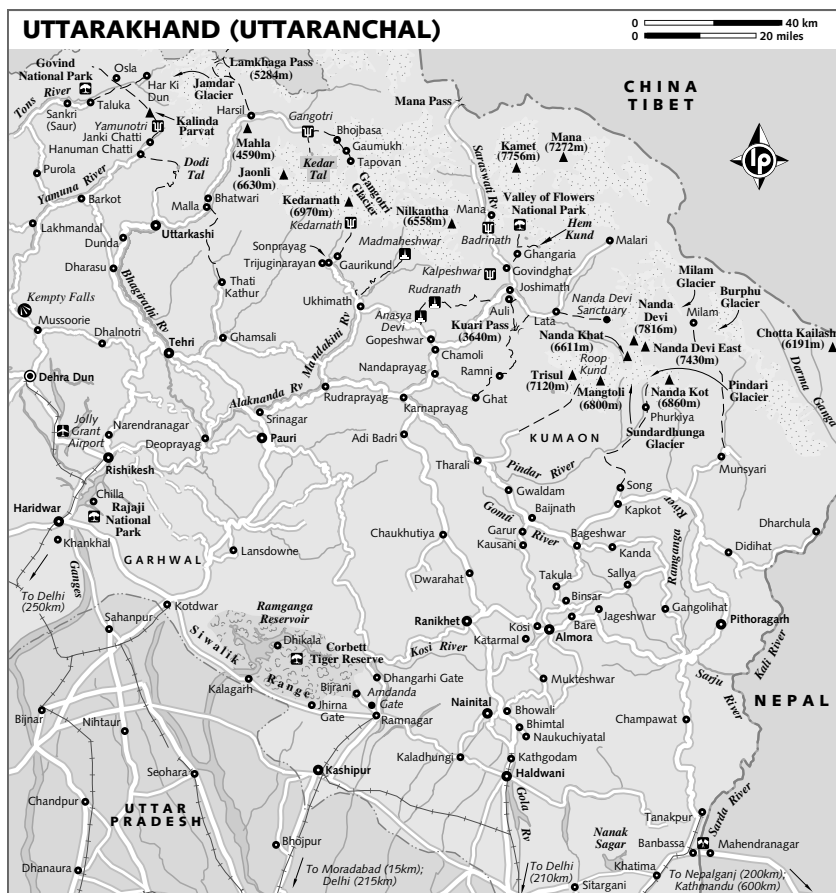 UTTARAKHAND (UTTARANCHAL)
0 40 km
0 20 miles
CHINA
TIBET
NEPAL
UTTAR
PRADESH
GARHWAL
KUMAON
Govind
National Park
Osla
Har Ki
Dun
Jamdar
Glacier
Lamkhaga Pass
(5284m)
Tons River
Sankri
(Saur)
Taluka
Yamunotri
Kalinda
Parvat
Janki Chatti
Hanuman Chatti
Harsil
Mahla
(4590m)
Gangotri
Bhojbasa
Gaumukh
Tapovan
Kedar
Tal
Gangotri
Glacier
Mana Pass
Saraswati Rv
Kamet
(7756m)
Mana
(7272m)
lp
Purola
Yamuna River
Barkot
Dodi
Tal
Jaonli
(6630m)
Malla
Bhatwari
Kedarnath
(6970m)
Kedarnath
Nilkantha
(6558m)
Mana
Badrinath
Valley of Flowers
National Park
Hem
Kund
Ghangaria
Malari
Lakhmandal
Dunda
Uttarkashi
Sonprayag
Trijuginarayan
Gaurikund
Madmaheshwar
Kalpeshwar
Govindghat
Joshimath
Dharasu
Bhagirathi Rv
Thati
Kathur
Rudranath
Auli
Milam
Glacier
Burphu
Glacier
Kempty Falls
Mussoorie
Dhalnotri
Ukhimath
Anasya
Devi
Kuari Pass
(3640m)
Lata
Nanda Devi
Sanctuary
Nanda
Devi
(7816m)
Milam
Chotta Kailash
(6191m)
Dehra Dun
Tehri
Ghamsali
Mandakini Rv
Gopeshwar
Chamoli
Nandaprayag
Ramni
Nanda Khat
(6611m)
Roop
Kund
Nanda Devi East
(7430m)
Darma Ganga
Trisul
(7120m)
Mangtoli
(6800m)
Nanda Kot
(6860m)
Pindari
Glacier
Alaknanda Rv
Rudraprayag
Karnaprayag
Ghat
Phurkiya
Sundardhunga
Glacier
Jolly
Grant
Airport
Narendranagar
Deoprayag
Srinagar
Pauri
Adi Badri
Rishikesh
Tharali
Pindar River
Munsyari
Chilla
Haridwar
Rajaji
National
Park
Khankhal
Gwaldam
Song
Kapkot
Gomti
River
Baijnath
Garur
Kausani
Bageshwar
Kanda
Ramganga
River
Dharchula
Didihat
Ganges
Lansdowne
Chaukhutiya
Dwarahat
Takula
Binsar
Sallya
To Delhi
(250km)
Kotdwar
Sahanpur
Ramganga
Reservoir
Dhikala
Corbett
Tiger Reserve
Ranikhet
Kosi
Katarmal
Almora
Bare
Jageshwar
Gangolihat
Pithoragarh
Kosi River
Siwalik
Range
Kalagarh
Bijrani
Dhangarhi Gate
Amdanda
Gate
Jhirna
Gate
Ramnagar
Mukteshwar
Sarju
River
Kali River
Bijnar
Nihtaur
Nainital
Bhowali
Bhimtal
Naukuchiyatal
Champawat
Seohara
Kashipur
Kaladhungi
Kathgodam
Haldwani
Chandpur
Gola Rv
Tanakpur
Sarda River
Bhojpur
Nanak
Sagar
Banbassa
Mahendranagar
Dhanaura
To Moradabad (15km);
Delhi (215km)
To Delhi
(210km)
Sitarganj
Khatima
To Nepalganj (200km);
Kathmandu (600km)